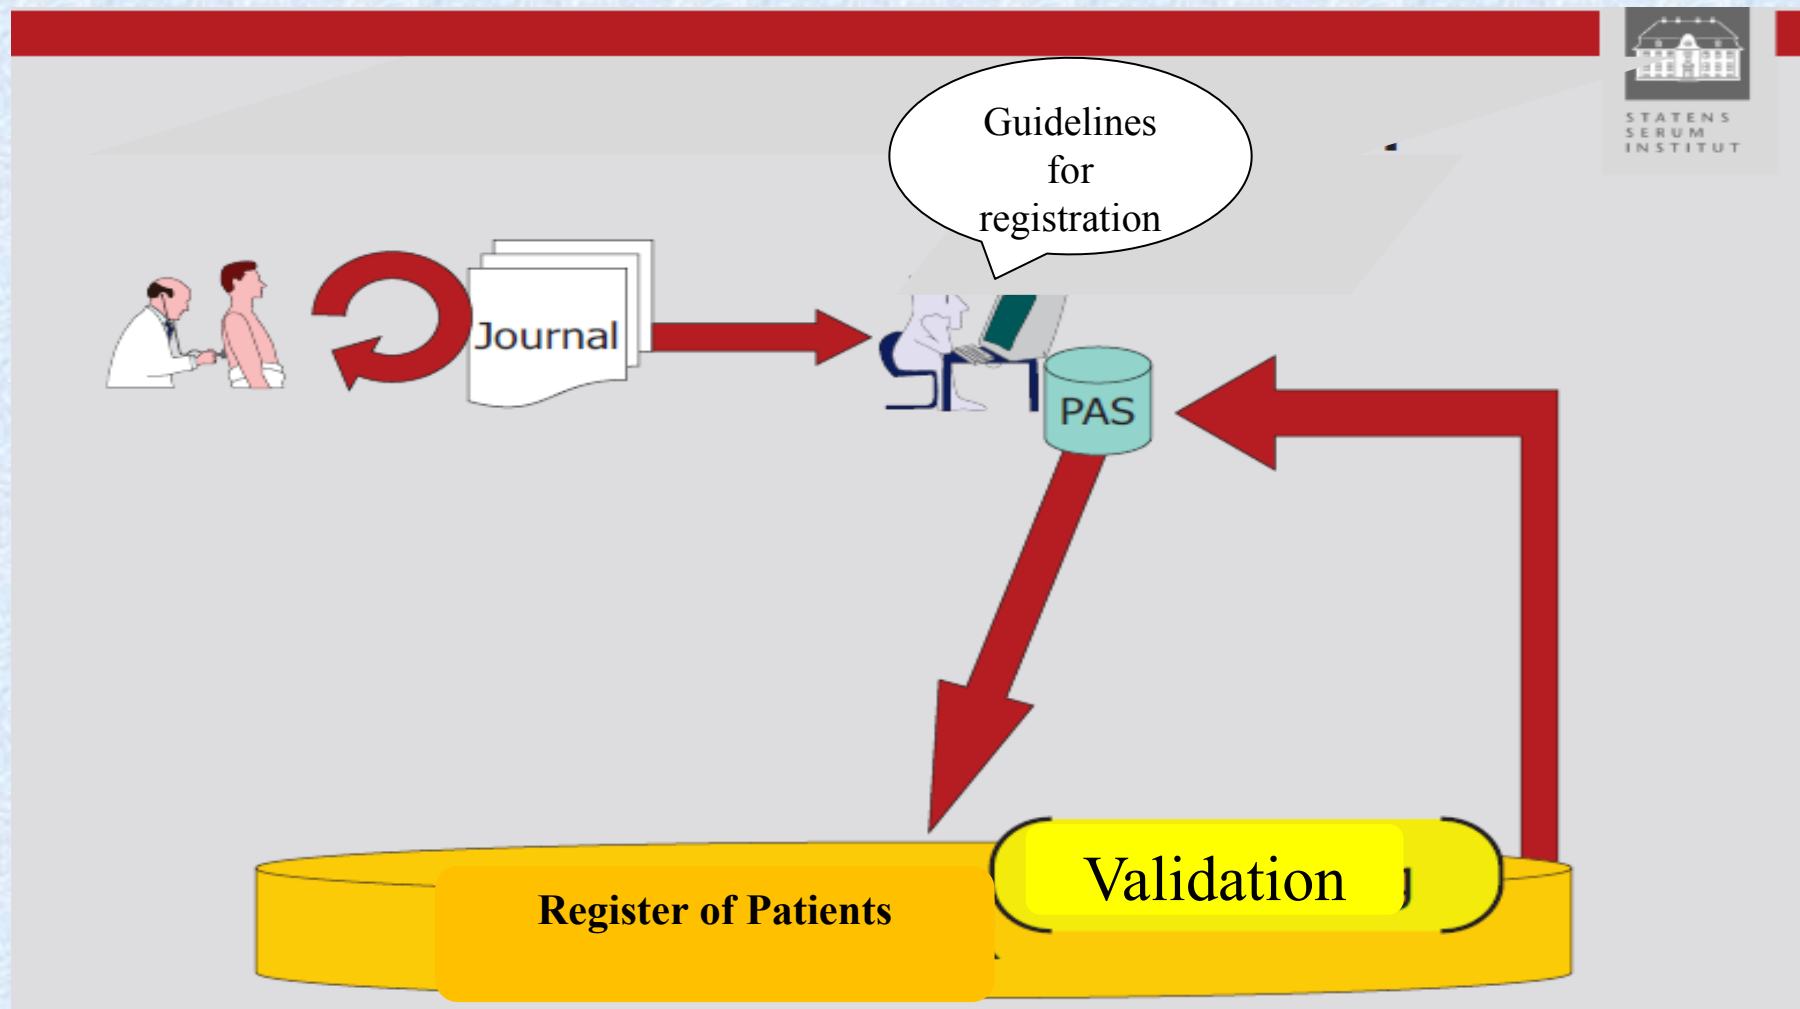 STATENS
SERUM
INSTITUT
Guidelines
for
registration
Journal
PAS
Validation
Register of Patients